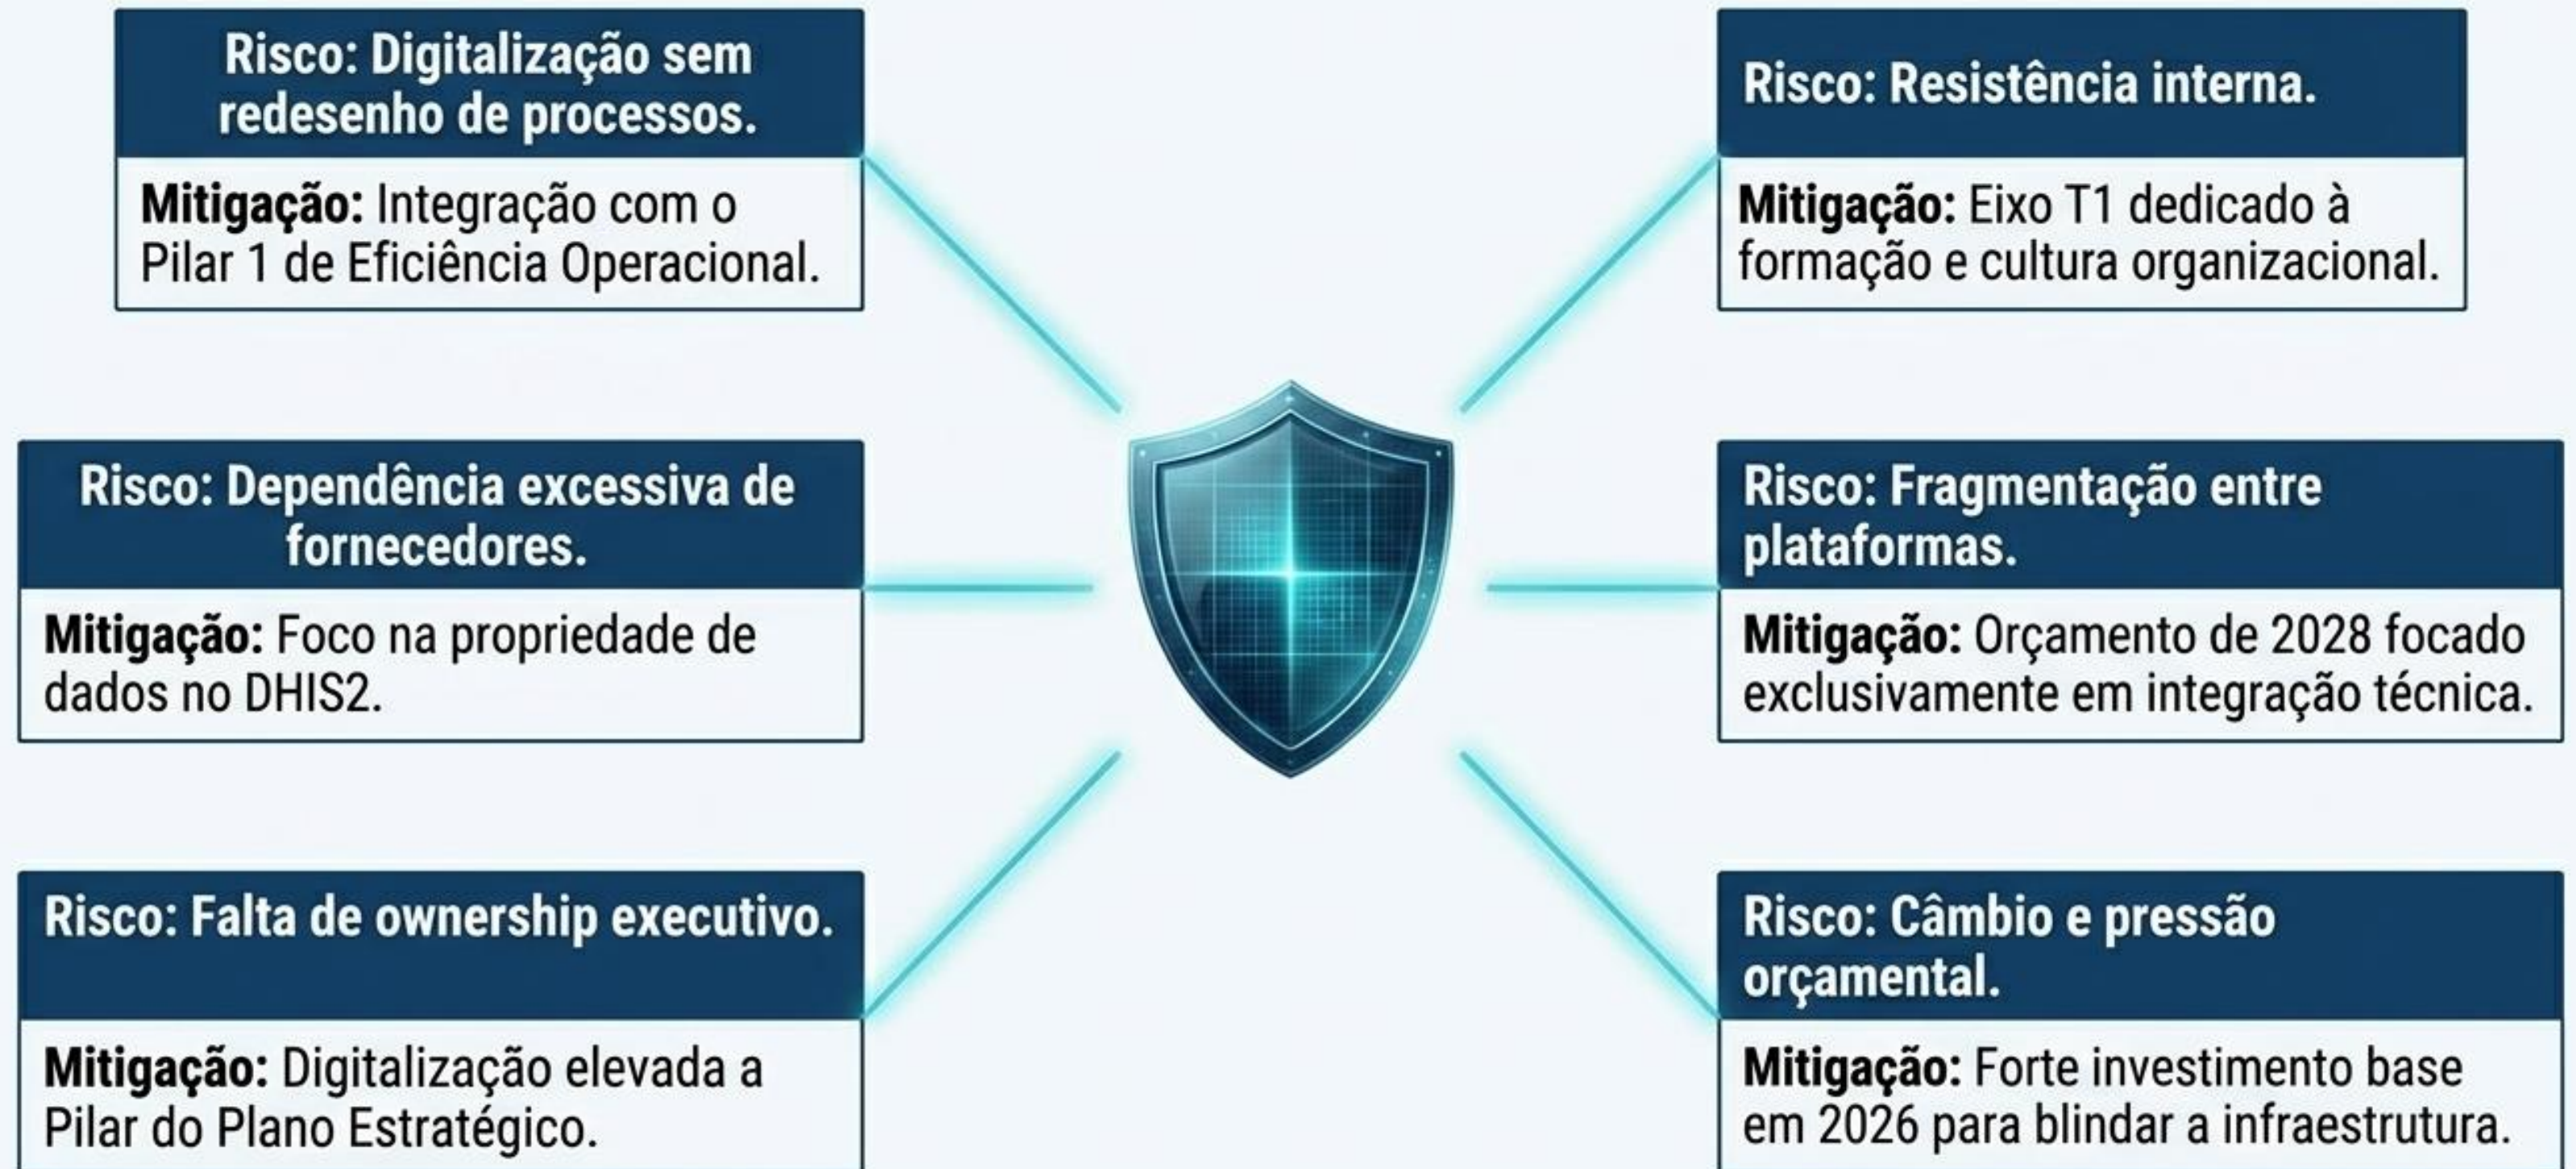 Risco: Digitalização sem
redesenho de processos.
Mitigação: Integração com o
Pilar 1 de Eficiência Operacional.
Risco: Resistência interna.
Mitigação: Eixo T1 dedicado à
formação e cultura organizacional.
Risco: Dependência excessiva de
fornecedores.
Mitigação: Foco na propriedade de
dados no DHIS2.
Risco: Fragmentação entre
plataformas.
Mitigação: Orçamento de 2028 focado
exclusivamente em integração técnica.
Risco: Falta de ownership executivo.
Mitigação: Digitalização elevada a
Pilar do Plano Estratégico.
Risco: Câmbio e pressão
orçamental.
Mitigação: Forte investimento base
em 2026 para blindar a infraestrutura.